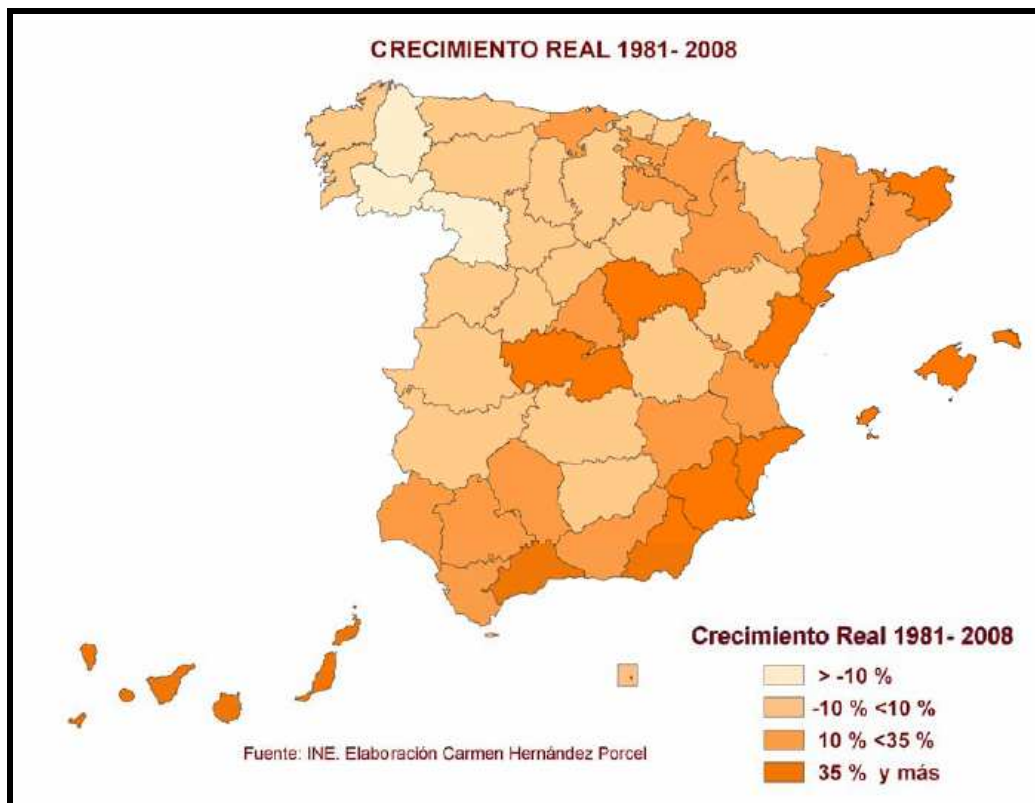 CRECIMIENTO REAL 1981- 2008
Crecimiento Real 1981- 2008
> -10 %
-10 % <10 %
10 % <35 %
35 % y más
Fuente: INE. Elaboración Carmen Hernández Porcel